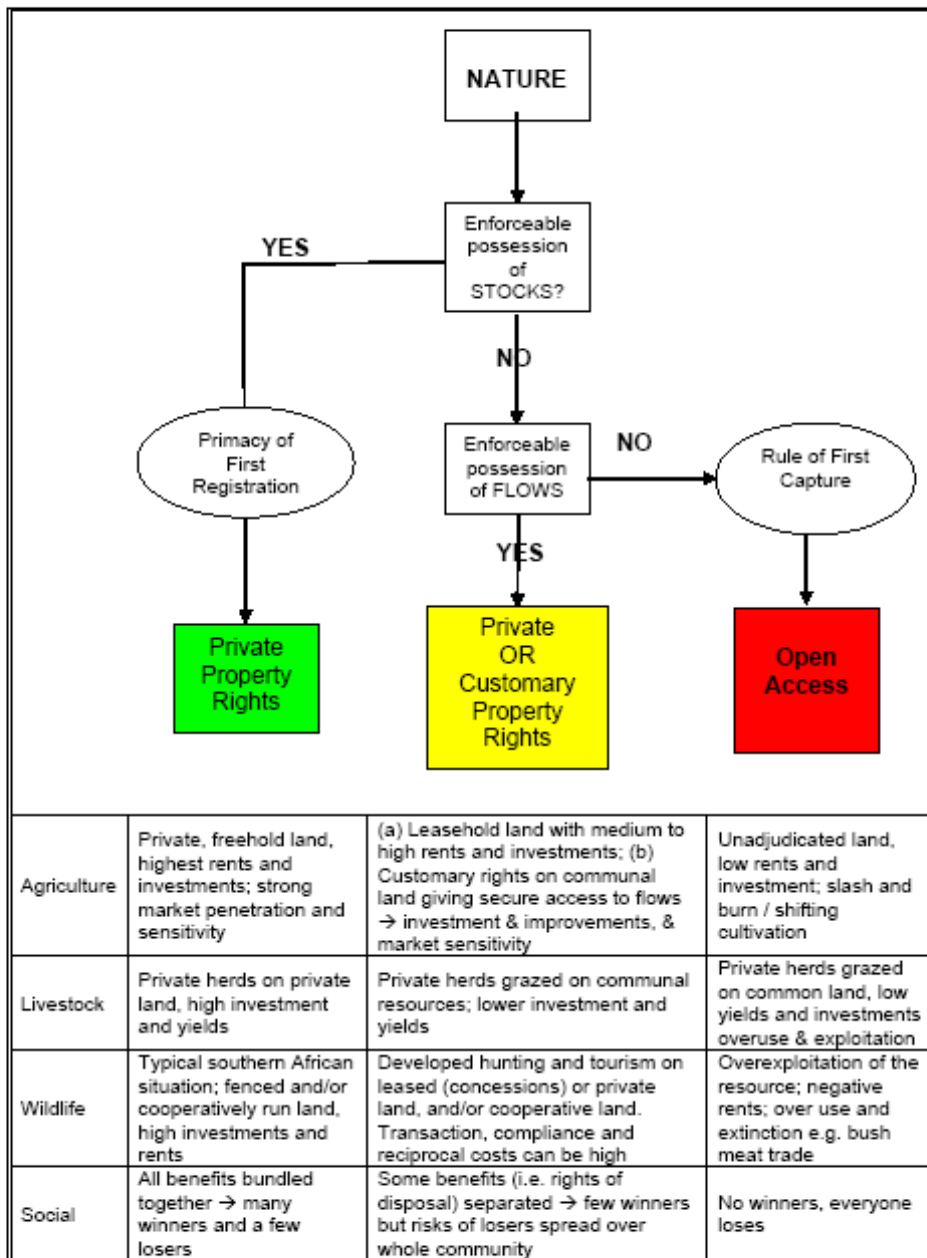 NATURE
Enforceable
possession
of
STOCKS?
YES
NO
Primacy of
First
Registration
Enforceable
possession
of FLOWS
NO
Rule of First
Capture
YES
Private
Property
Rights
Private
OR
Customary
Property
Rights
Open
Access
Agriculture
Private, freehold land,
highest rents and
investments; strong
market penetration and
sensitivity
(a) Leasehold land with medium to
high rents and investments; (b)
Customary rights on communal
land giving secure access to flows
→ investment & improvements, &
market sensitivity
Unadjudicated land,
low rents and
investment; slash and
burn / shifting
cultivation
Livestock
Private herds on private
land, high investment
and yields
Private herds grazed on communal
resources; lower investment and
yields
Private herds grazed
on common land, low
yields and investments
overuse & exploitation
Wildlife
Typical southern African
situation; fenced and/or
cooperatively run land,
high investments and
rents
Developed hunting and tourism on
leased (concessions) or private
land, and/or cooperative land.
Transaction, compliance and
reciprocal costs can be high
Overexploitation of the
resource; negative
rents; over use and
extinction e.g. bush
meat trade
Social
All benefits bundled
together → many
winners and a few
losers
Some benefits (i.e. rights of
disposal) separated → few winners
but risks of losers spread over
whole community
No winners, everyone
loses